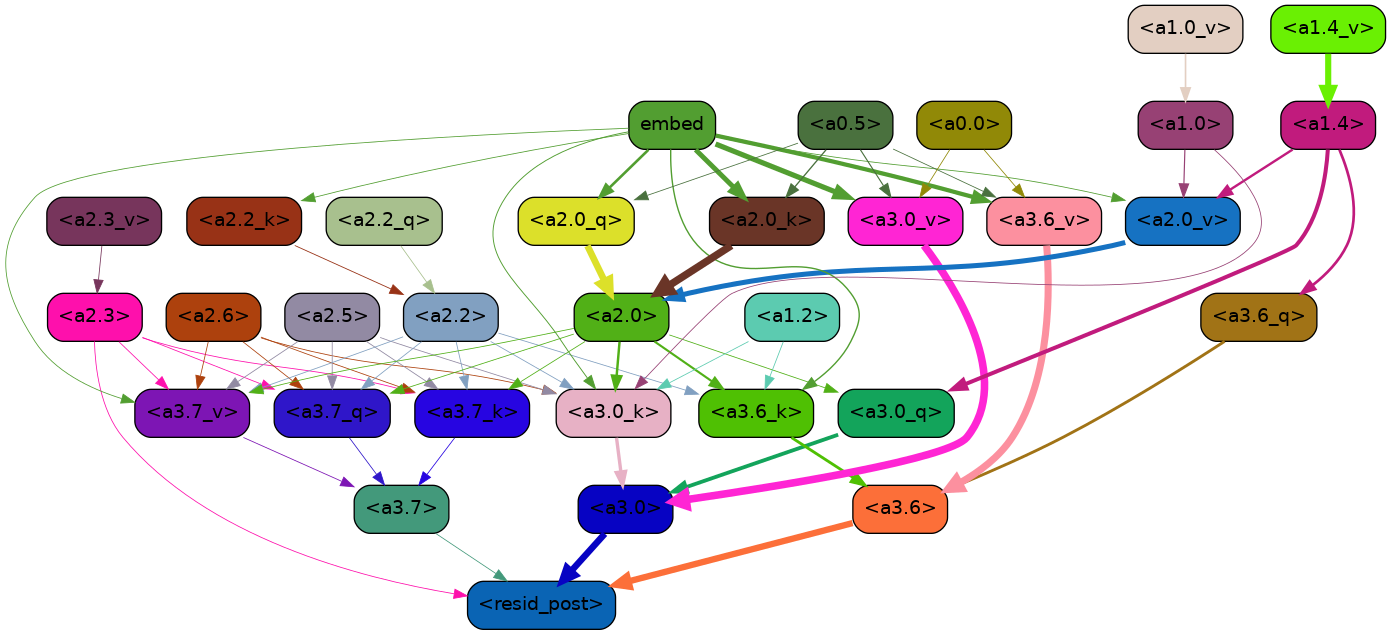 <a1.0_v> <a1.4_v>
embed <a0.5> <a0.0> <a1.0> <a1.4>
<a2.3_v> <a2.2_k> <a2.2_q> <a2.0_q> <a2.0_k> <a3.0_v> <a3.6_v> <a2.0_v>
<a2.3> <a2.6> <a2.5> <a2.2> <a2.0> <a1.2> <a3.6_q>
<a3.7_v> <a3.7_q> <a3.7_k> <a3.0_k> <a3.6_k> <a3.0_q>
<a3.7> <a3.0> <a3.6>
<resid_post>